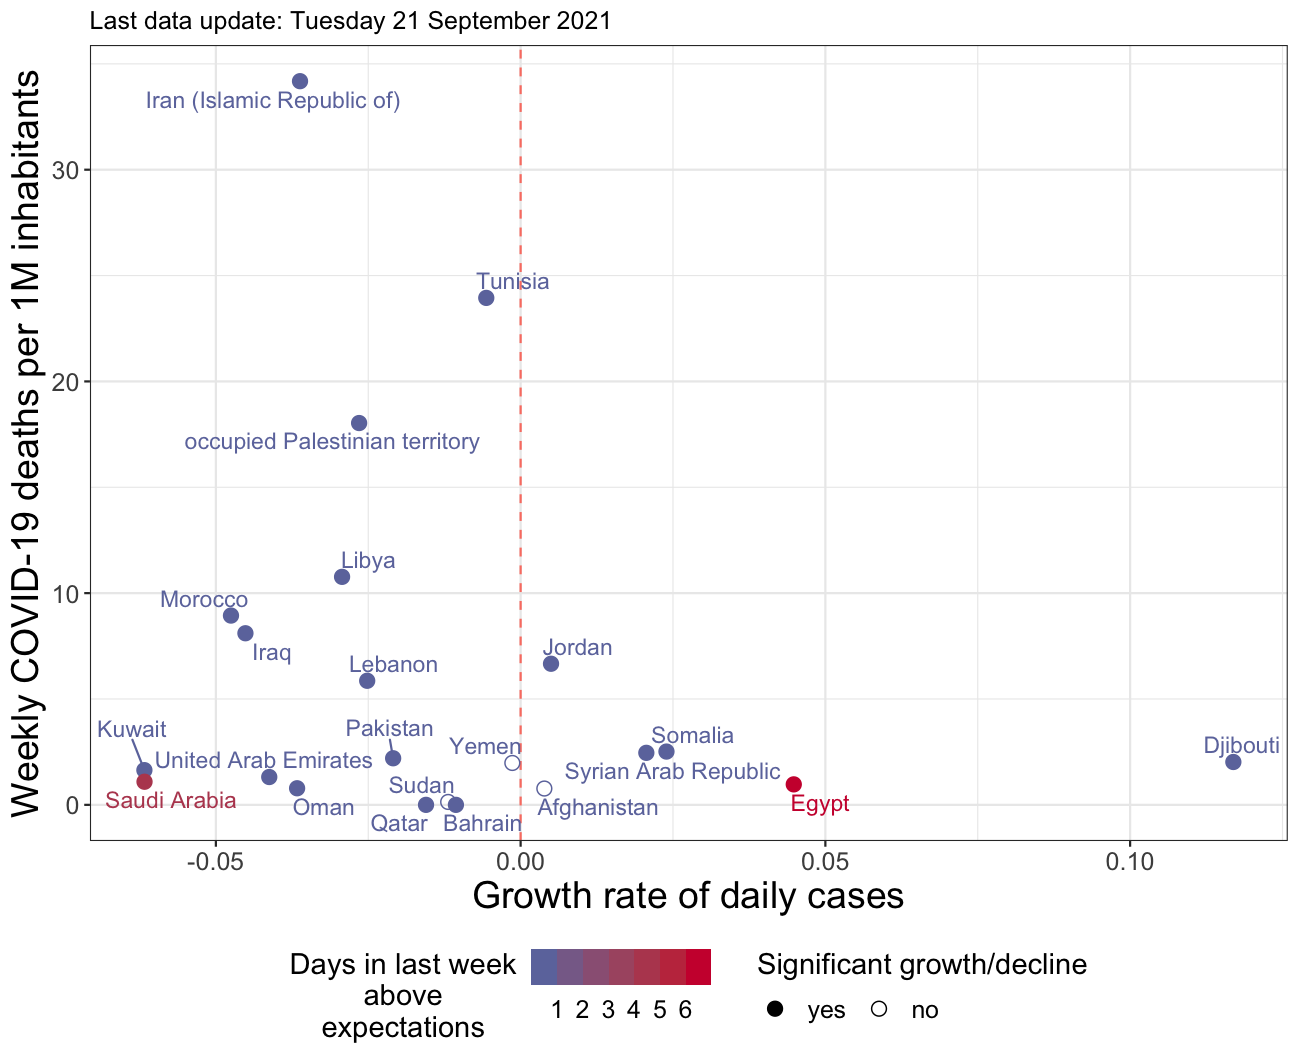 Last data update: Tuesday 21 September 2021
Weekly COVID-19 deaths per 1M inhabitants
30
20
10
0
Iran (Islamic Republic of)
Tunisia
occupied Palestinian territory
Libya
Morocco
Iraq
Jordan
Lebanon
Kuwait
Pakistan
Yemen
Somalia
Djibouti
United Arab Emirates
Syrian Arab Republic
Sudan
Saudi Arabia
Oman
Afghanistan
Egypt
Qatar
Bahrain
-0.05
0.00
0.05
0.10
Growth rate of daily cases
Days in last week
above
expectations
1 2 3 4 5 6
Significant growth/decline
yes
no